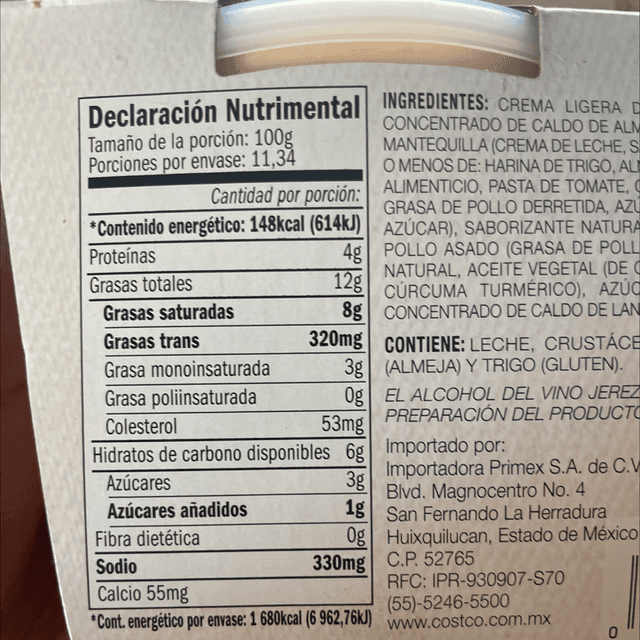 Declaración Nutrimental
Tamaño de la porción: 100g
Porciones por envase: 11,34
Cantidad por porción:
*Contenido energético: 148kcal (614kJ)
Proteínas 4g
Grasas totales 12g
Grasas saturadas 8g
Grasas trans 320mg
Grasa monoinsaturada 3g
Grasa poliinsaturada 0g
Colesterol 53mg
Hidratos de carbono disponibles 6g
Azúcares 3g
Azúcares añadidos 1g
Fibra dietética 0g
Sodio 330mg
Calcio 55mg
*Cont. energético por envase: 1 680kcal (6 962,76kJ)
INGREDIENTES: CREMA LIGERA
CONCENTRADO DE CALDO DE
MANTEQUILLA (CREMA DE LECHE,
O MENOS DE: HARINA DE TRIGO,
ALIMENTICIO, PASTA DE TOMATE,
GRASA DE POLLO DERRETIDA,
AZÚCAR), SABORIZANTE
POLLO ASADO (GRASA DE
NATURAL, ACEITE VEGETAL (DE
CÚRCUMA TURMÉRICO),
CONCENTRADO DE CALDO DE
CONTIENE: LECHE,
(ALMEJA) Y TRIGO (GLUTEN).
EL ALCOHOL DEL VINO JEREZ
PREPARACIÓN DEL PRODUCTO
Importado por:
Importadora Primex S.A. de C.V
Blvd. Magnocentro No. 4
San Fernando La Herradura
Huixquilucan, Estado de México
C.P. 52765
RFC: IPR-930907-S70
(55)-5246-5500
www.costco.com.mx
0